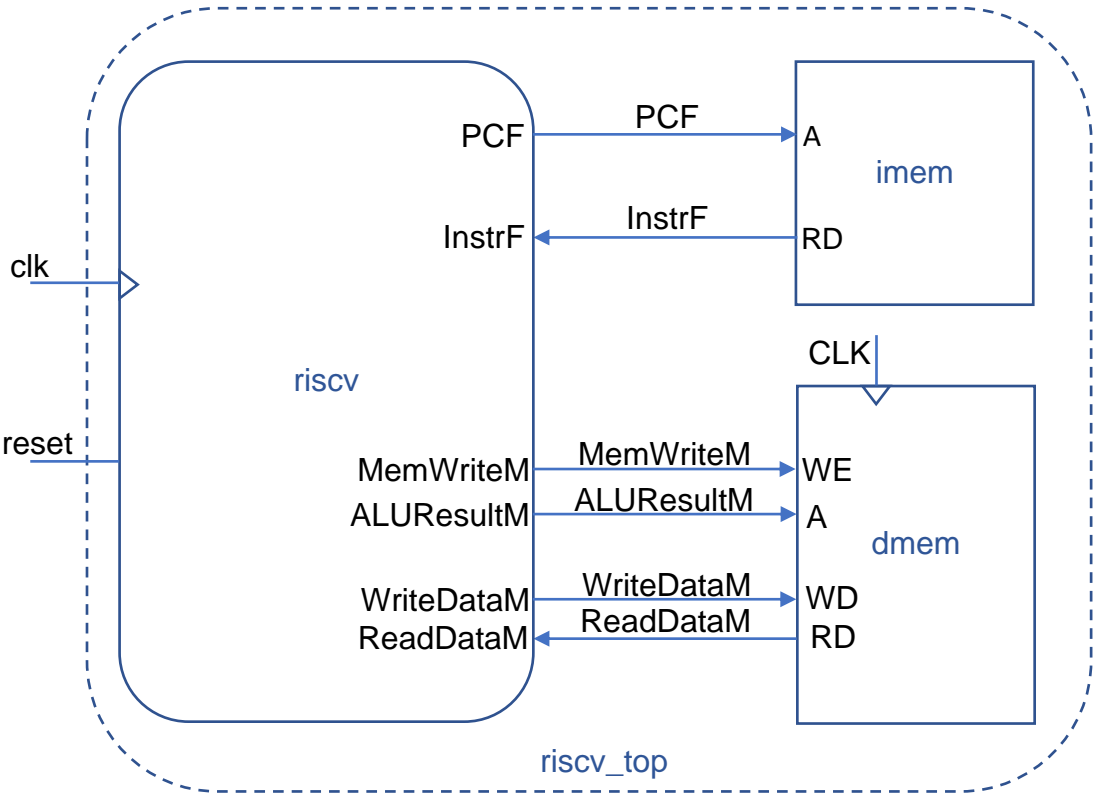 PCF
PCF
A
imem
InstrF
InstrF
RD
clk
CLK
riscv
reset
MemWriteM
MemWriteM
WE
ALUResultM
ALUResultM
A
dmem
WriteDataM
WriteDataM
WD
ReadDataM
ReadDataM
RD
riscv_top